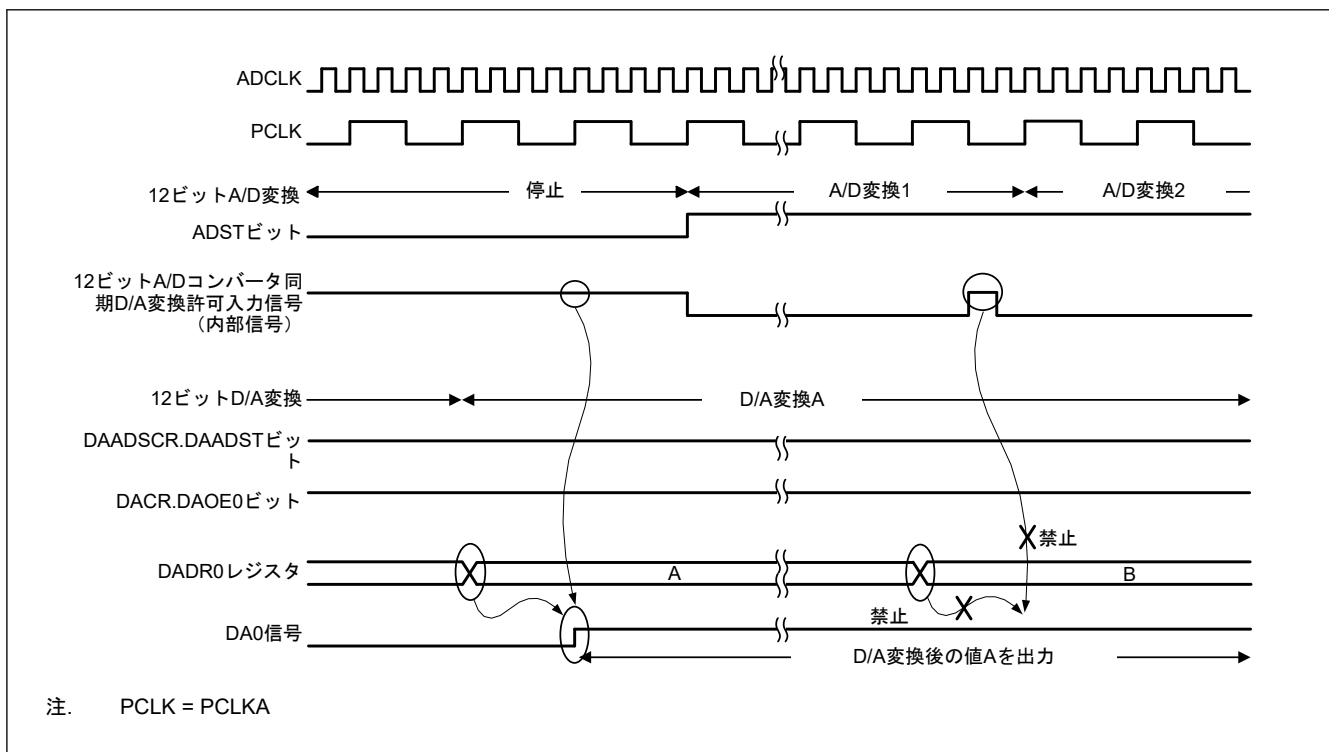 ADCLK
PCLK
12ビットA/D変換
停止
A/D変換1
A/D変換2
ADSTビット
12ビットA/Dコンバータ同
期D/A変換許可入力信号
（内部信号）
12ビットD/A変換
D/A変換A
DAADSCR.DAADSTビッ
ト
DACR.DAOE0ビット
禁止
DADR0レジスタ
A
B
禁止
DA0信号
D/A変換後の値Aを出力
注. PCLK = PCLKA